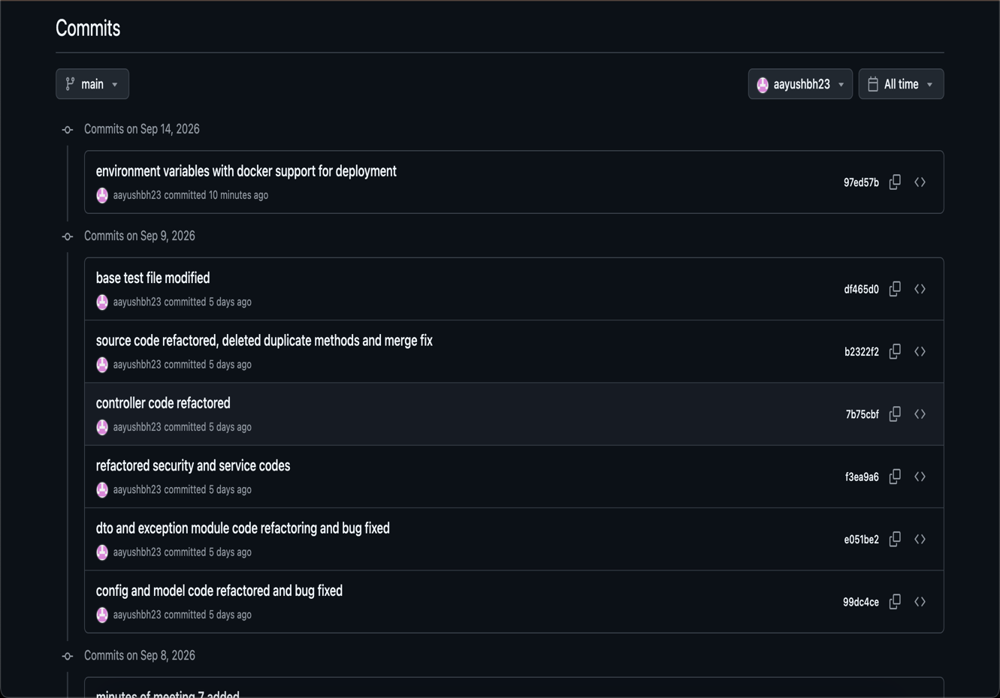 Commits
main
aayushbh23
All time
Commits on Sep 14, 2026
environment variables with docker support for deployment
aayushbh23 committed 10 minutes ago
97ed57b
Commits on Sep 9, 2026
base test file modified
aayushbh23 committed 5 days ago
df465d0
source code refactored, deleted duplicate methods and merge fix
aayushbh23 committed 5 days ago
b2322f2
controller code refactored
aayushbh23 committed 5 days ago
7b75cbf
refactored security and service codes
aayushbh23 committed 5 days ago
f3ea9a6
dto and exception module code refactoring and bug fixed
aayushbh23 committed 5 days ago
e051be2
config and model code refactored and bug fixed
aayushbh23 committed 5 days ago
99dc4ce
Commits on Sep 8, 2026
minutes of meeting 7 added